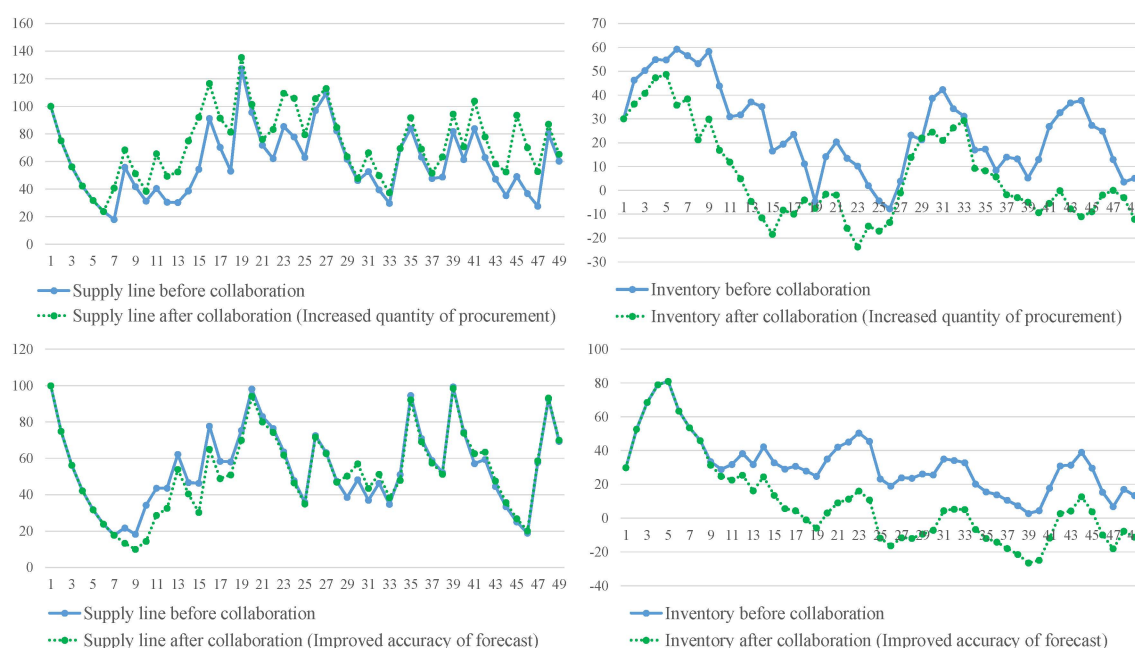 160
140
120
100
80
60
40
20
0
1 3 5 7 9 11 13 15 17 19 21 23 25 27 29 31 33 35 37 39 41 43 45 47 49
Supply line before collaboration
Supply line after collaboration (Increased quantity of procurement)
70
60
50
40
30
20
10
0
-10
-20
-30
1 3 5 7 9 11 13 15 17 19 21 23 25 27 29 31 33 35 37 39 41 43 45 47
Inventory before collaboration
Inventory after collaboration (Increased quantity of procurement)
120
100
80
60
40
20
0
1 3 5 7 9 11 13 15 17 19 21 23 25 27 29 31 33 35 37 39 41 43 45 47 49
Supply line before collaboration
Supply line after collaboration (Improved accuracy of forecast)
100
80
60
40
20
0
-20
-40
1 3 5 7 9 11 13 15 17 19 21 23 25 27 29 31 33 35 37 39 41 43 45 47
Inventory before collaboration
Inventory after collaboration (Improved accuracy of forecast)